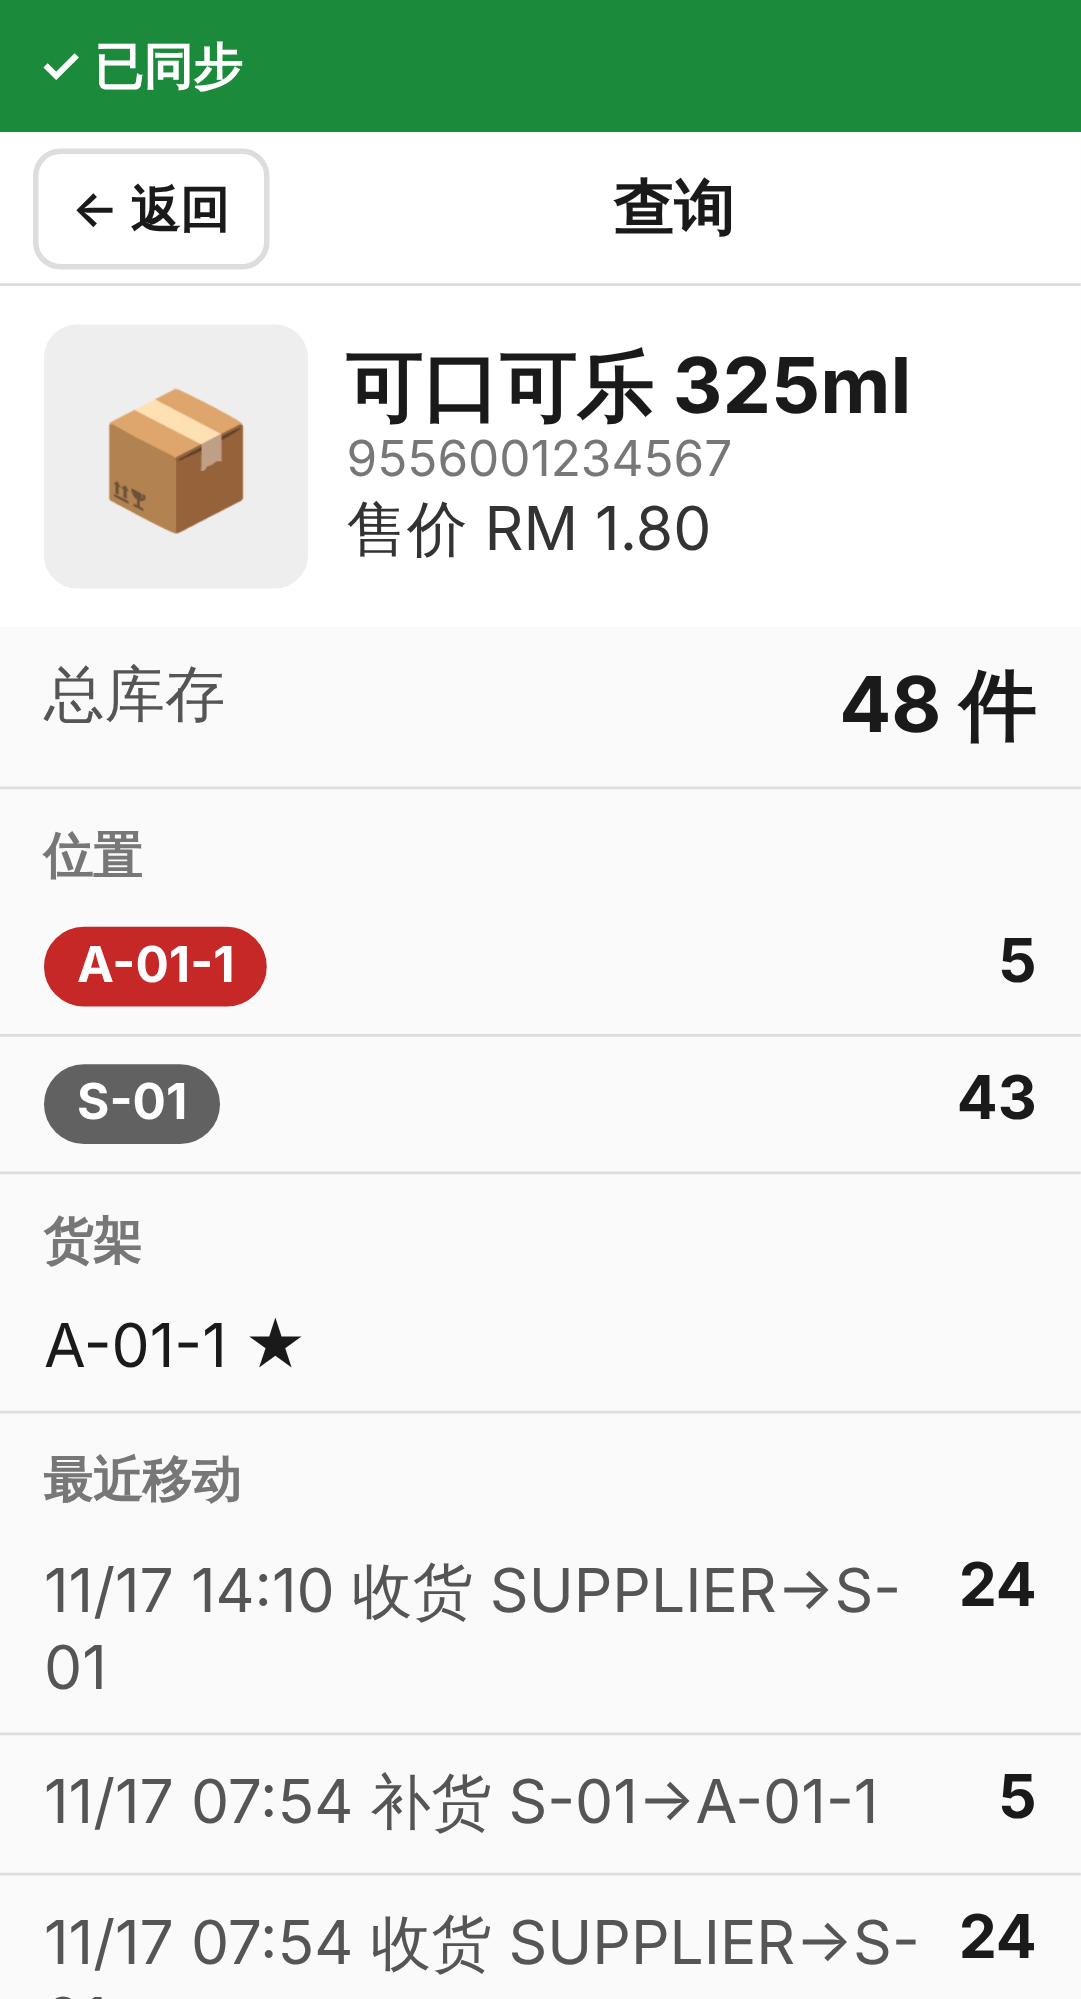 ✓ 已同步
← 返回
查询
可口可乐 325ml
9556001234567
售价 RM 1.80
总库存 48 件
位置
A-01-1 5
S-01 43
货架
A-01-1 ★
最近移动
11/17 14:10 收货 SUPPLIER→S- 24
01
11/17 07:54 补货 S-01→A-01-1 5
11/17 07:54 收货 SUPPLIER→S- 24